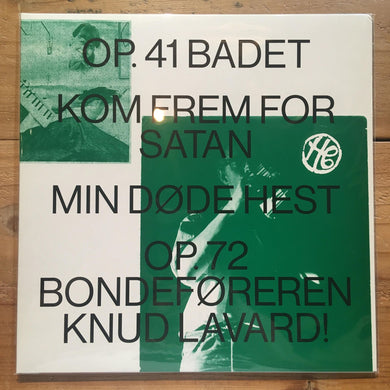 OP. 41 BADET
KOM FREM FOR
SATAN
MIN DØDE HEST
OP 72
BONDEFØREREN
KNUD LAVARD!